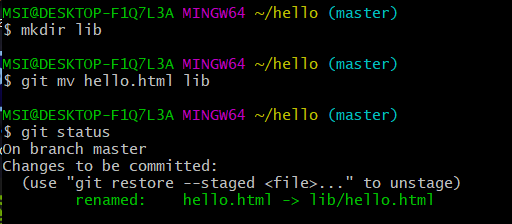 MSI@DESKTOP-F1Q7L3A MINGW64 ~/hello (master)
$ mkdir lib
MSI@DESKTOP-F1Q7L3A MINGW64 ~/hello (master)
$ git mv hello.html lib
MSI@DESKTOP-F1Q7L3A MINGW64 ~/hello (master)
$ git status
On branch master
Changes to be committed:
  (use "git restore --staged <file>..." to unstage)
        renamed:    hello.html -> lib/hello.html